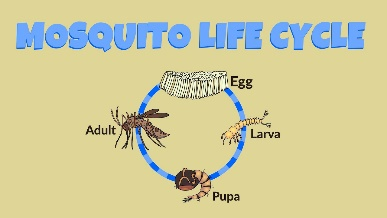 MOSQUITO LIFE CYCLE
Egg
Adult
Larva
Pupa